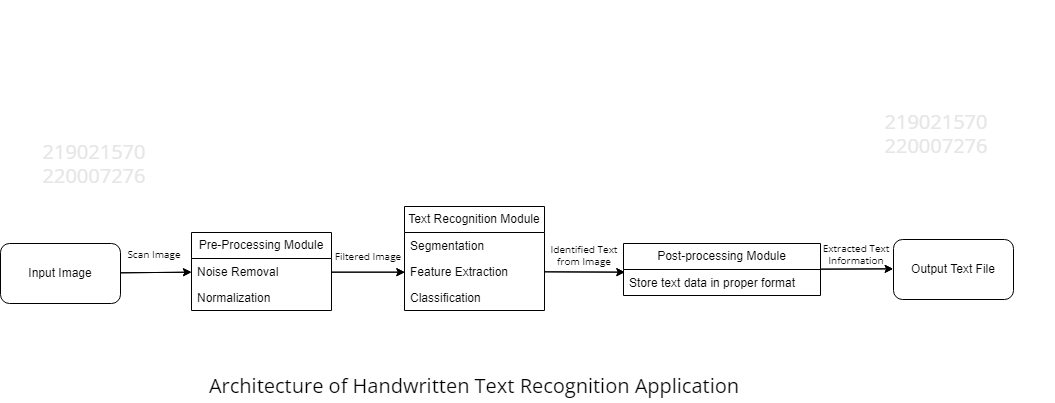 219021570
220007276
219021570
220007276
Input Image
Scan Image
Pre-Processing Module
Noise Removal
Normalization
Filtered Image
Text Recognition Module
Segmentation
Feature Extraction
Classification
Identified Text
from Image
Post-processing Module
Store text data in proper format
Extracted Text
Information
Output Text File
Architecture of Handwritten Text Recognition Application